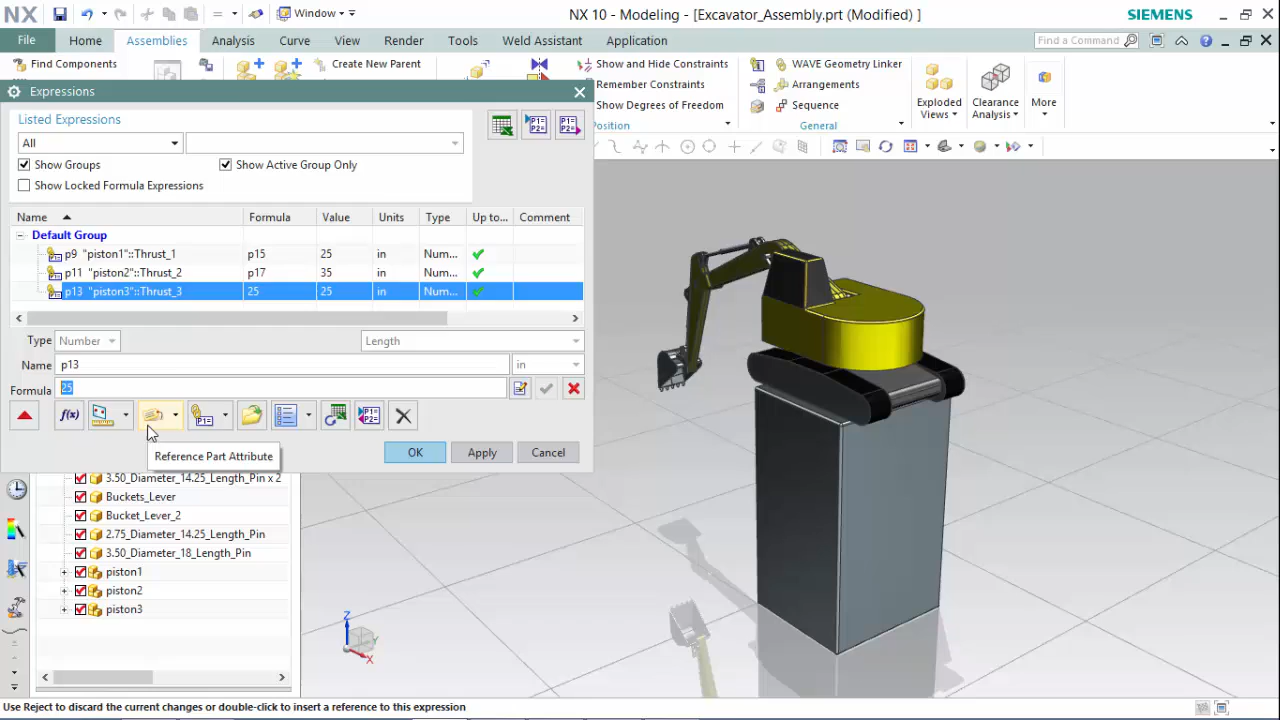 NX
Window
NX 10 - Modeling - [Excavator_Assembly.prt (Modified) ]
SIEMENS
File
Home
Assemblies
Analysis
Curve
View
Render
Tools
Weld Assistant
Application
Find a Command
Find Components
Create New Parent
Show and Hide Constraints
Remember Constraints
Show Degrees of Freedom
Position
WAVE Geometry Linker
Arrangements
Sequence
General
Exploded Views
Clearance Analysis
More
Expressions
Listed Expressions
All
Show Groups
Show Active Group Only
Show Locked Formula Expressions
Name Formula Value Units Type Up to... Comment
Default Group
p9 "piston1"::Thrust_1 p15 25 in Num...
p11 "piston2"::Thrust_2 p17 35 in Num...
p13 "piston3"::Thrust_3 25 25 in Num...
Type Number Length
Name p13 in
Formula 25
f(x)
P1=
P1=
P2=
Reference Part Attribute
OK
Apply
Cancel
3.50_Diameter_14.25_Length_Pin x 2
Buckets_Lever
Bucket_Lever_2
2.75_Diameter_14.25_Length_Pin
3.50_Diameter_18_Length_Pin
piston1
piston2
piston3
Z
X
Use Reject to discard the current changes or double-click to insert a reference to this expression